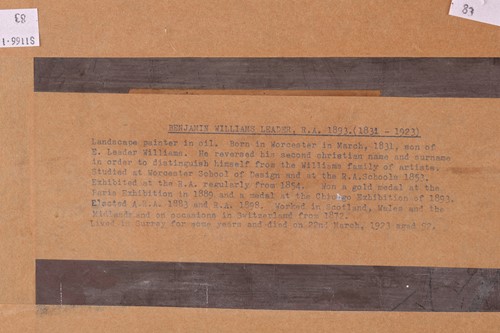 83
S1166-1
87
BENJAMIN WILLIAMS LEADER, R.A. 1893.(1831 - 1923)
Landscape painter in oil. Born in Worcester in March, 1831, son of
E. Leader Williams. He reversed his second christian name and surname
in order to distinguish himself from the Williams family of artists.
Studied at Worcester School of Design and at the R.A.Schools 1853.
Exhibited at the R.A. regularly from 1854. Won a gold medal at the
Paris Exhibition in 1889 and a medal at the Chicago Exhibition of 1893.
Elected A.R.A. 1883 and R.A. 1898. Worked in Scotland, Wales and the
Midlands and on occasions in Switzerland from 1872.
Lived in Surrey for some years and died on 22nd March, 1923 aged 92.